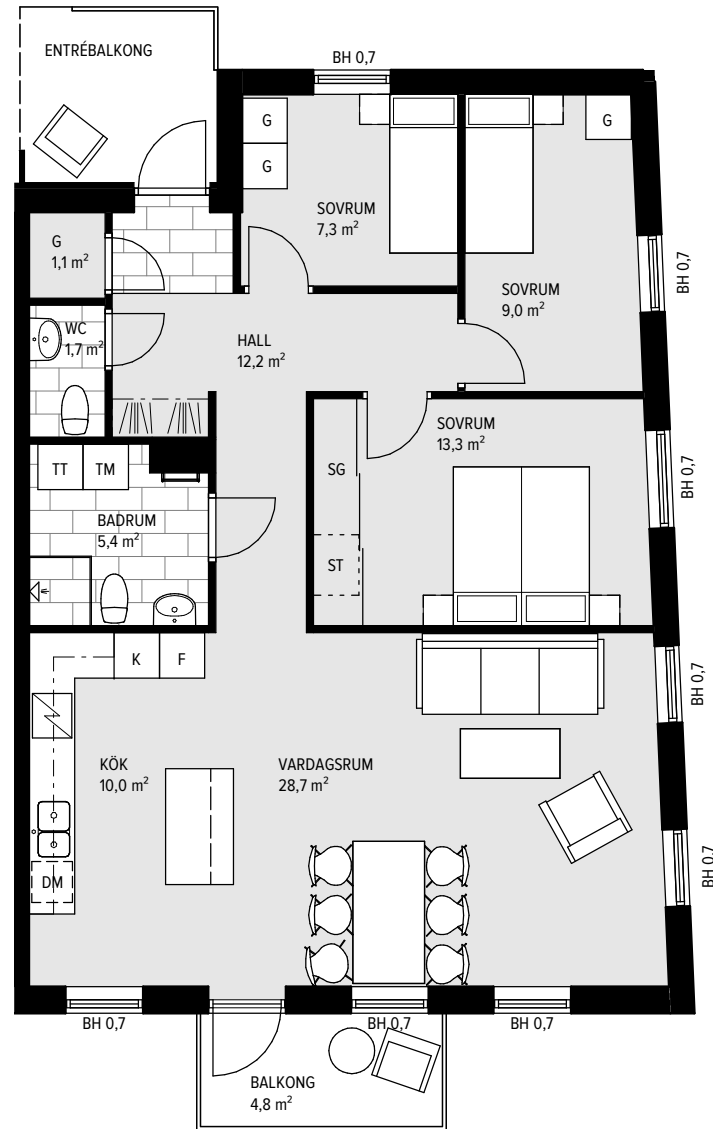 ENTRÉBALKONG
BH 0,7
G
G
G
SOVRUM
7,3 m²
G
1,1 m²
SOVRUM
9,0 m²
BH 0,7
WC
1,7 m²
HALL
12,2 m²
SOVRUM
13,3 m²
TT
TM
SG
BH 0,7
BADRUM
5,4 m²
ST
K
F
BH 0,7
KÖK
10,0 m²
VARDAGSRUM
28,7 m²
DM
BH 0,7
BH 0,7
BH 0,7
BH 0,7
BALKONG
4,8 m²